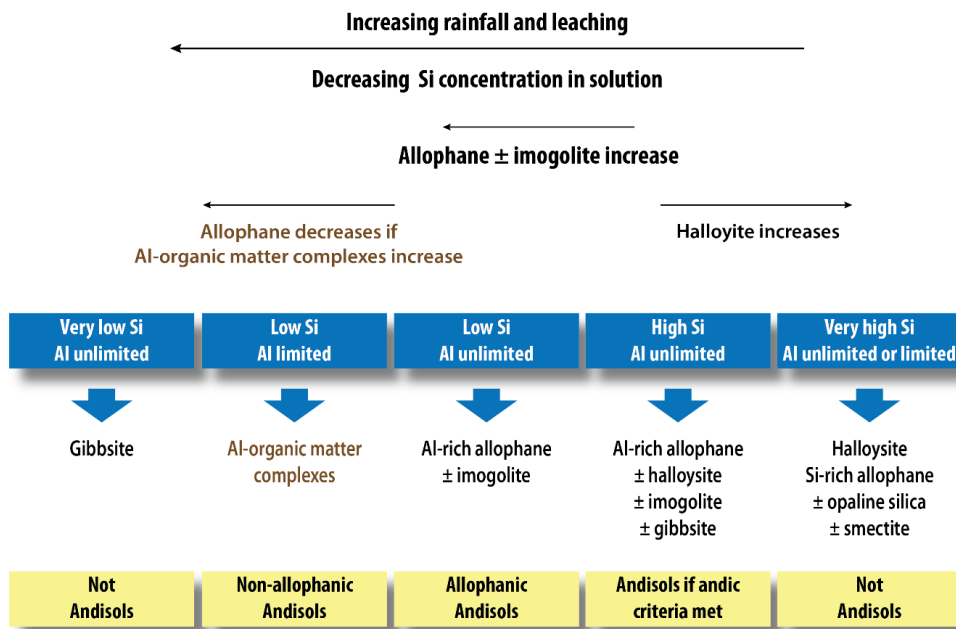 Increasing rainfall and leaching
Decreasing Si concentration in solution
Allophane ± imogolite increase
Allophane decreases if
Al-organic matter complexes increase
Halloyite increases
Very low Si
Al unlimited
Low Si
Al limited
Low Si
Al unlimited
High Si
Al unlimited
Very high Si
Al unlimited or limited
Gibbsite
Al-organic matter
complexes
Al-rich allophane
± imogolite
Al-rich allophane
± halloysite
± imogolite
± gibbsite
Halloysite
Si-rich allophane
± opaline silica
± smectite
Not
Andisols
Non-allophanic
Andisols
Allophanic
Andisols
Andisols if andic
criteria met
Not
Andisols